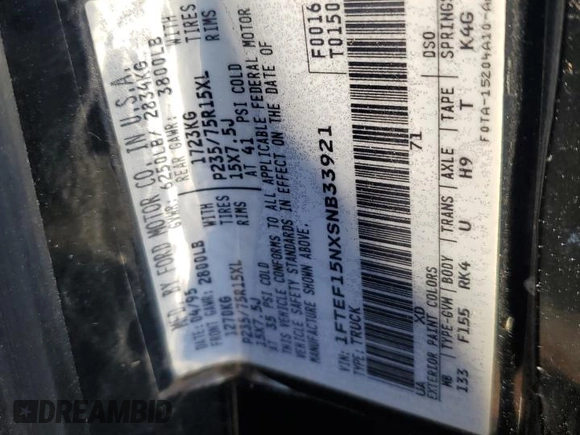 MFD. BY FORD MOTOR CO. IN U.S.A.
DATE: 04/95 GVWR: 6250LB/ 2834KG
FRONT GAWR: 2800LB REAR GAWR: 3800LB
1270KG WITH 1723KG WITH
P235/75R15XL TIRES P235/75R15XL TIRES
15X7.5J RIMS 15X7.5J RIMS
AT 35 PSI COLD AT 41 PSI COLD
THIS VEHICLE CONFORMS TO ALL APPLICABLE FEDERAL MOTOR
VEHICLE SAFETY STANDARDS IN EFFECT ON THE DATE OF
MANUFACTURE SHOWN ABOVE.
VIN: 1FTEF15NXSNB33921
TYPE: TRUCK
F0016
T0150
UA XD 71
EXTERIOR PAINT COLORS DSO
WB TYPE-GVW BODY TRANS AXLE TAPE SPRINGS
133 F155 RK4 U H9 T K4G
F0TA-15204A10-A
DREAMBID